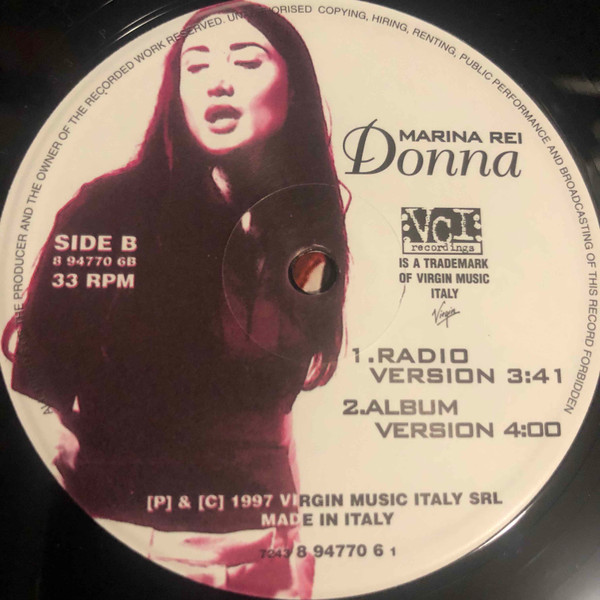 THE PRODUCER AND THE OWNER OF THE RECORDED WORK RESERVED. UNAUTHORISED COPYING, HIRING, RENTING, PUBLIC PERFORMANCE AND BROADCASTING OF THIS RECORD FORBIDDEN
MARINA REI
Donna
SIDE B
8 94770 6B
33 RPM
:VCI:
recordings
IS A TRADEMARK
OF VIRGIN MUSIC
ITALY
Virgin
1.RADIO
VERSION 3:41
2.ALBUM
VERSION 4:00
[P] & [C] 1997 VIRGIN MUSIC ITALY SRL
MADE IN ITALY
7243 8 94770 6 1